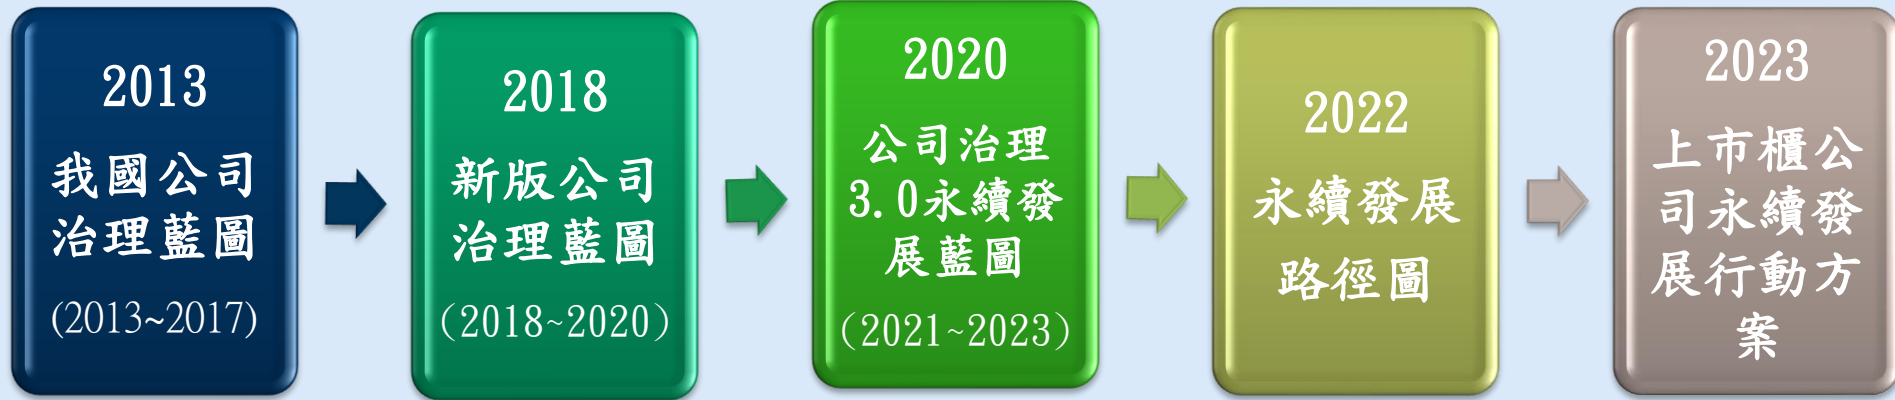 2013
我國公司
治理藍圖
(2013~2017)
2018
新版公司
治理藍圖
(2018~2020)
2020
公司治理
3.0永續發
展藍圖
(2021~2023)
2022
永續發展
路徑圖
2023
上市櫃公
司永續發
展行動方
案